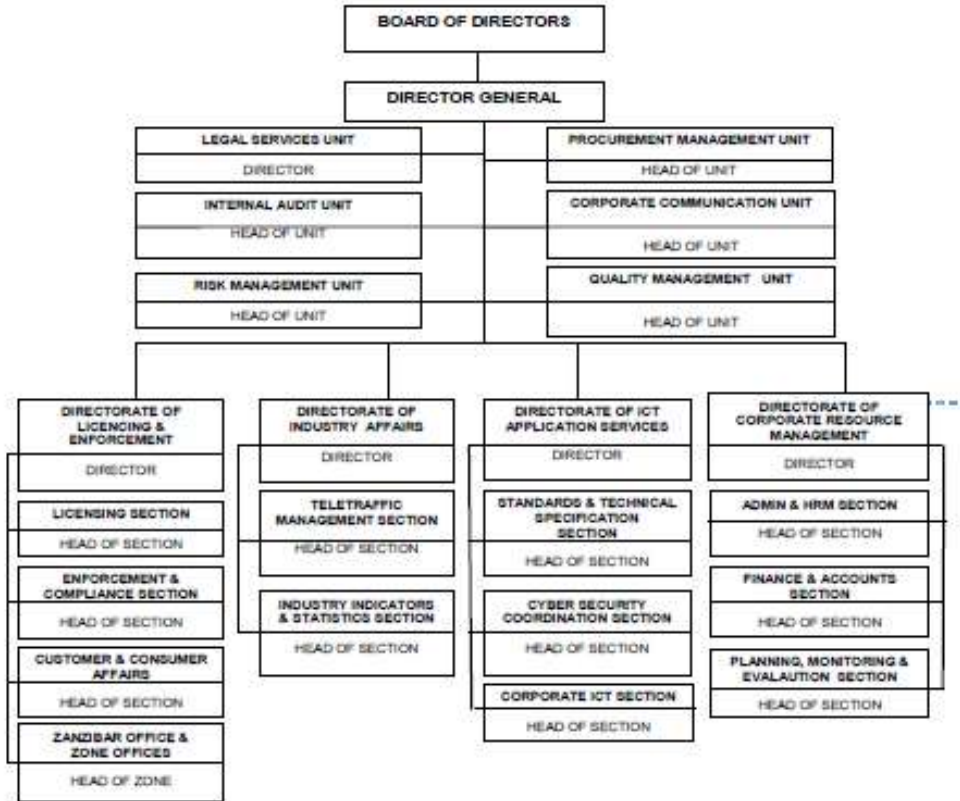 BOARD OF DIRECTORS
DIRECTOR GENERAL
LEGAL SERVICES UNIT
DIRECTOR
PROCUREMENT MANAGEMENT UNIT
HEAD OF UNIT
INTERNAL AUDIT UNIT
HEAD OF UNIT
CORPORATE COMMUNICATION UNIT
HEAD OF UNIT
RISK MANAGEMENT UNIT
HEAD OF UNIT
QUALITY MANAGEMENT UNIT
HEAD OF UNIT
DIRECTORATE OF
LICENCING &
ENFORCEMENT
DIRECTOR
LICENSING SECTION
HEAD OF SECTION
ENFORCEMENT &
COMPLIANCE SECTION
HEAD OF SECTION
CUSTOMER & CONSUMER
AFFAIRS
HEAD OF SECTION
ZANZIBAR OFFICE &
ZONE OFFICES
HEAD OF ZONE
DIRECTORATE OF
INDUSTRY AFFAIRS
DIRECTOR
TELETRAFFIC
MANAGEMENT SECTION
HEAD OF SECTION
INDUSTRY INDICATORS
& STATISTICS SECTION
HEAD OF SECTION
DIRECTORATE OF ICT
APPLICATION SERVICES
DIRECTOR
STANDARDS & TECHNICAL
SPECIFICATION
SECTION
HEAD OF SECTION
CYBER SECURITY
COORDINATION SECTION
HEAD OF SECTION
CORPORATE ICT SECTION
HEAD OF SECTION
DIRECTORATE OF
CORPORATE RESOURCE
MANAGEMENT
DIRECTOR
ADMIN & HRM SECTION
HEAD OF SECTION
FINANCE & ACCOUNTS
SECTION
HEAD OF SECTION
PLANNING, MONITORING &
EVALAUTION SECTION
HEAD OF SECTION